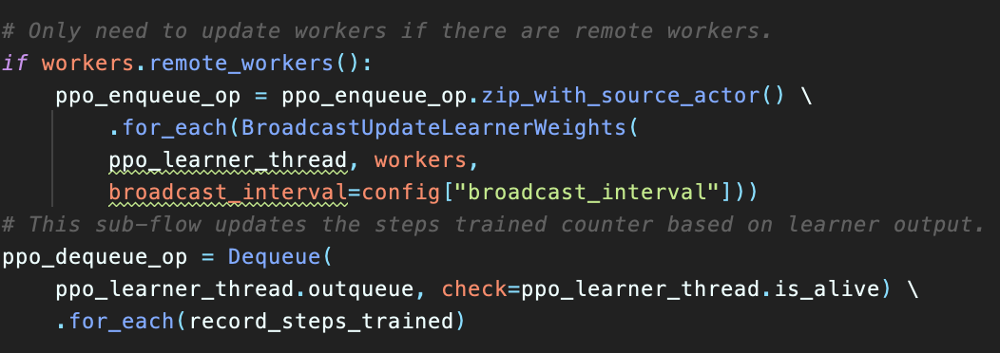 # Only need to update workers if there are remote workers.
if workers.remote_workers():
    ppo_enqueue_op = ppo_enqueue_op.zip_with_source_actor() \
        .for_each(BroadcastUpdateLearnerWeights(
        ppo_learner_thread, workers,
        broadcast_interval=config["broadcast_interval"]))
# This sub-flow updates the steps trained counter based on learner output.
ppo_dequeue_op = Dequeue(
    ppo_learner_thread.outqueue, check=ppo_learner_thread.is_alive) \
    .for_each(record_steps_trained)